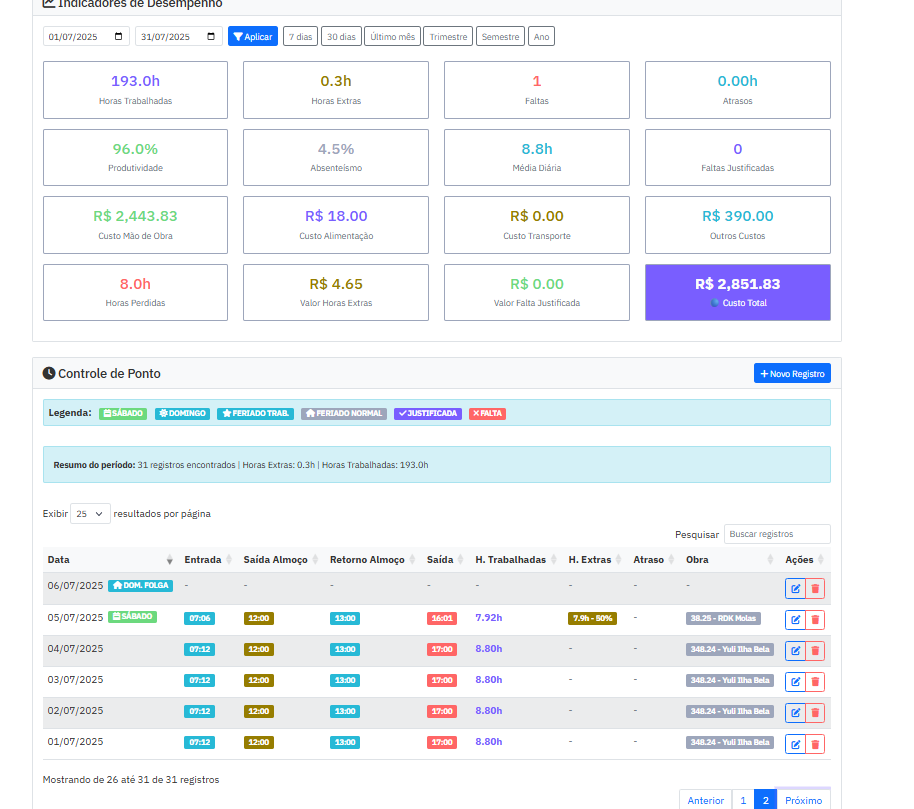 Indicadores de Desempenho
01/07/2025 31/07/2025 Aplicar 7 dias 30 dias Último mês Trimestre Semestre Ano
193.0h 0.3h 1 0.00h
Horas Trabalhadas Horas Extras Faltas Atrasos
96.0% 4.5% 8.8h 0
Produtividade Absenteísmo Média Diária Faltas Justificadas
R$ 2,443.83 R$ 18.00 R$ 0.00 R$ 390.00
Custo Mão de Obra Custo Alimentação Custo Transporte Outros Custos
8.0h R$ 4.65 R$ 0.00 R$ 2,851.83
Horas Perdidas Valor Horas Extras Valor Falta Justificada Custo Total
Controle de Ponto + Novo Registro
Legenda: SÁBADO DOMINGO FERIADO TRAB. FERIADO NORMAL JUSTIFICADA FALTA
Resumo do período: 31 registros encontrados | Horas Extras: 0.3h | Horas Trabalhadas: 193.0h
Exibir 25 resultados por página
Pesquisar Buscar registros
Data Entrada Saída Almoço Retorno Almoço Saída H. Trabalhadas H. Extras Atraso Obra Ações
06/07/2025 DOM. FOLGA - - - - - - - -
05/07/2025 SÁBADO 07:06 12:00 13:00 16:01 7.92h 7.9h - 50% - 38.25 - RDK Molas
04/07/2025 07:12 12:00 13:00 17:00 8.80h - - 348.24 - Yuli Ilha Bela
03/07/2025 07:12 12:00 13:00 17:00 8.80h - - 348.24 - Yuli Ilha Bela
02/07/2025 07:12 12:00 13:00 17:00 8.80h - - 348.24 - Yuli Ilha Bela
01/07/2025 07:12 12:00 13:00 17:00 8.80h - - 348.24 - Yuli Ilha Bela
Mostrando de 26 até 31 de 31 registros
Anterior 1 2 Próximo